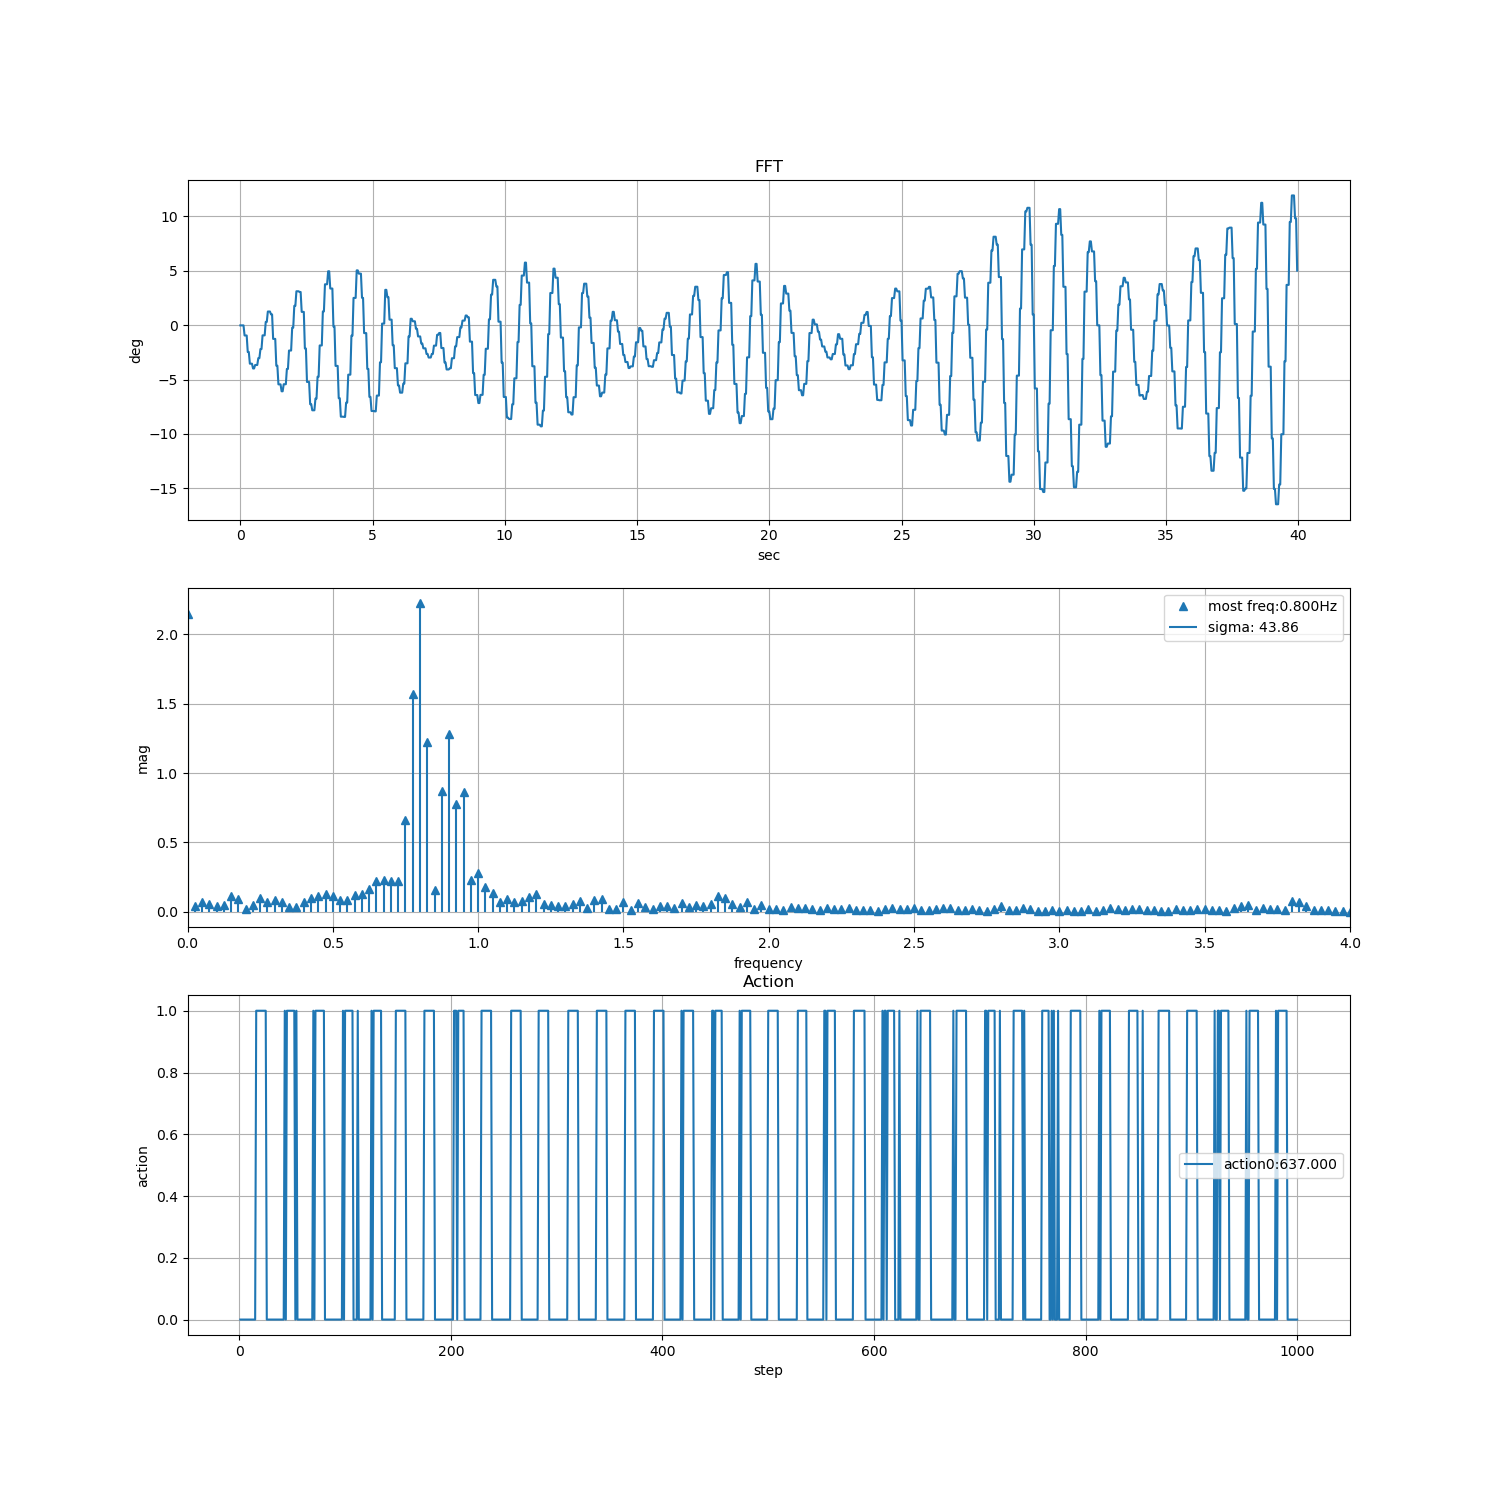 FFT
10
5
0
−5
−10
−15
deg
0 5 10 15 20 25 30 35 40
sec
most freq:0.800Hz
sigma: 43.86
2.0
1.5
1.0
0.5
0.0
mag
0.0 0.5 1.0 1.5 2.0 2.5 3.0 3.5 4.0
frequency
Action
1.0
0.8
0.6
0.4
0.2
0.0
action
action0:637.000
0 200 400 600 800 1000
step